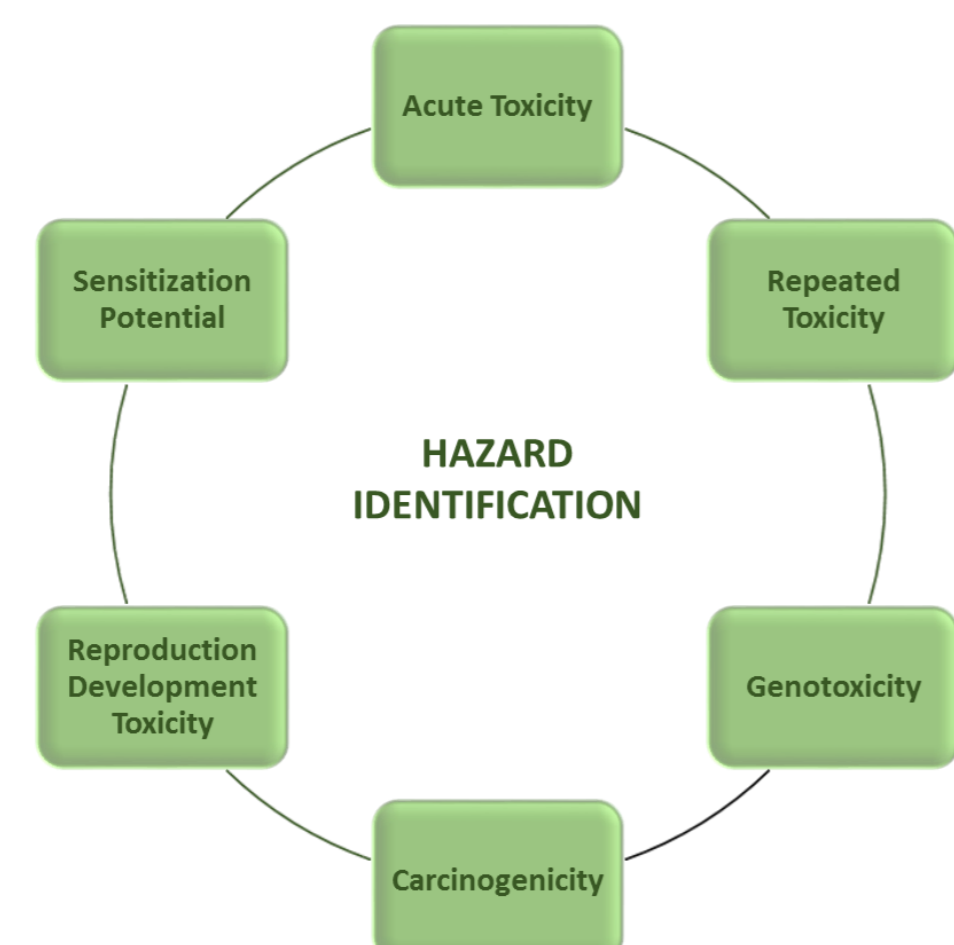 Acute Toxicity
Repeated
Toxicity
Genotoxicity
Carcinogenicity
Reproduction
Development
Toxicity
Sensitization
Potential
HAZARD
IDENTIFICATION